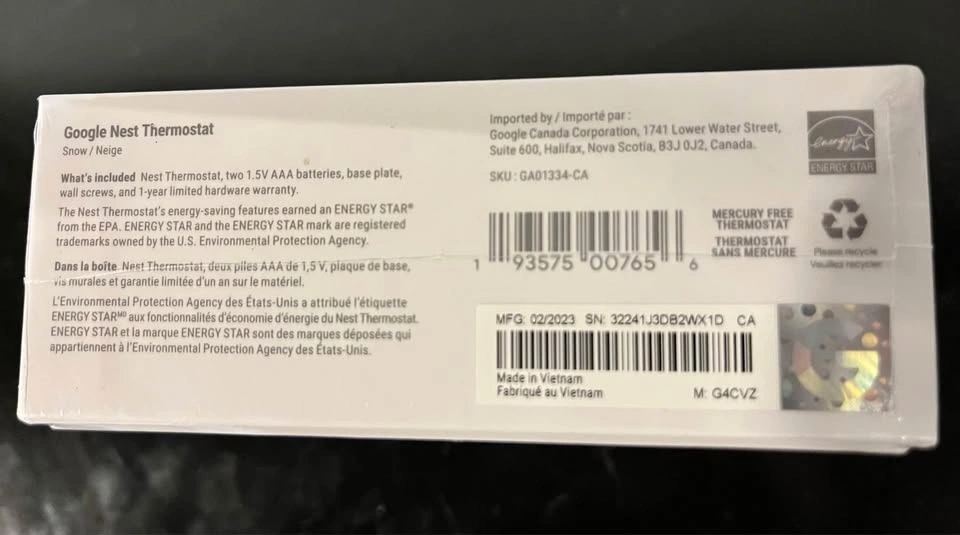 Google Nest Thermostat
Snow / Neige
What's included Nest Thermostat, two 1.5V AAA batteries, base plate,
wall screws, and 1-year limited hardware warranty.
The Nest Thermostat's energy-saving features earned an ENERGY STAR®
from the EPA. ENERGY STAR and the ENERGY STAR mark are registered
trademarks owned by the U.S. Environmental Protection Agency.
Dans la boîte Nest Thermostat, deux piles AAA de 1,5 V, plaque de base,
vis murales et garantie limitée d'un an sur le matériel.
L'Environmental Protection Agency des États-Unis a attribué l'étiquette
ENERGY STARᴹᴰ aux fonctionnalités d'économie d'énergie du Nest Thermostat.
ENERGY STAR et la marque ENERGY STAR sont des marques déposées qui
appartiennent à l'Environmental Protection Agency des États-Unis.
Imported by / Importé par :
Google Canada Corporation, 1741 Lower Water Street,
Suite 600, Halifax, Nova Scotia, B3J 0J2, Canada.
SKU : GA01334-CA
energy
ENERGY STAR
1 93575 00765 6
MERCURY FREE
THERMOSTAT
THERMOSTAT
SANS MERCURE
Please recycle
Veuillez recycler
MFG: 02/2023 SN: 32241J3DB2WX1D CA
Made in Vietnam
Fabriqué au Vietnam
M: G4CVZ
G